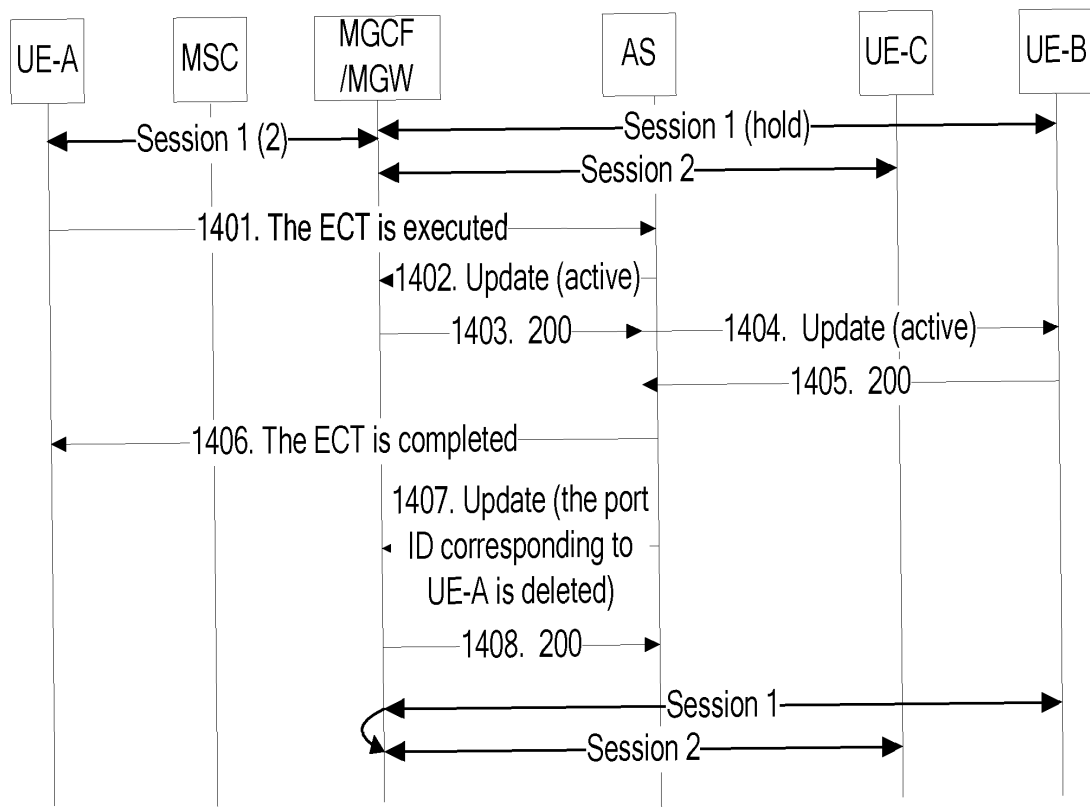 UE-A
MSC
MGCF
/MGW
AS
UE-C
UE-B
Session 1 (2)
Session 1 (hold)
Session 2
1401. The ECT is executed
1402. Update (active)
1403. 200
1404. Update (active)
1405. 200
1406. The ECT is completed
1407. Update (the port
ID corresponding to
UE-A is deleted)
1408. 200
Session 1
Session 2